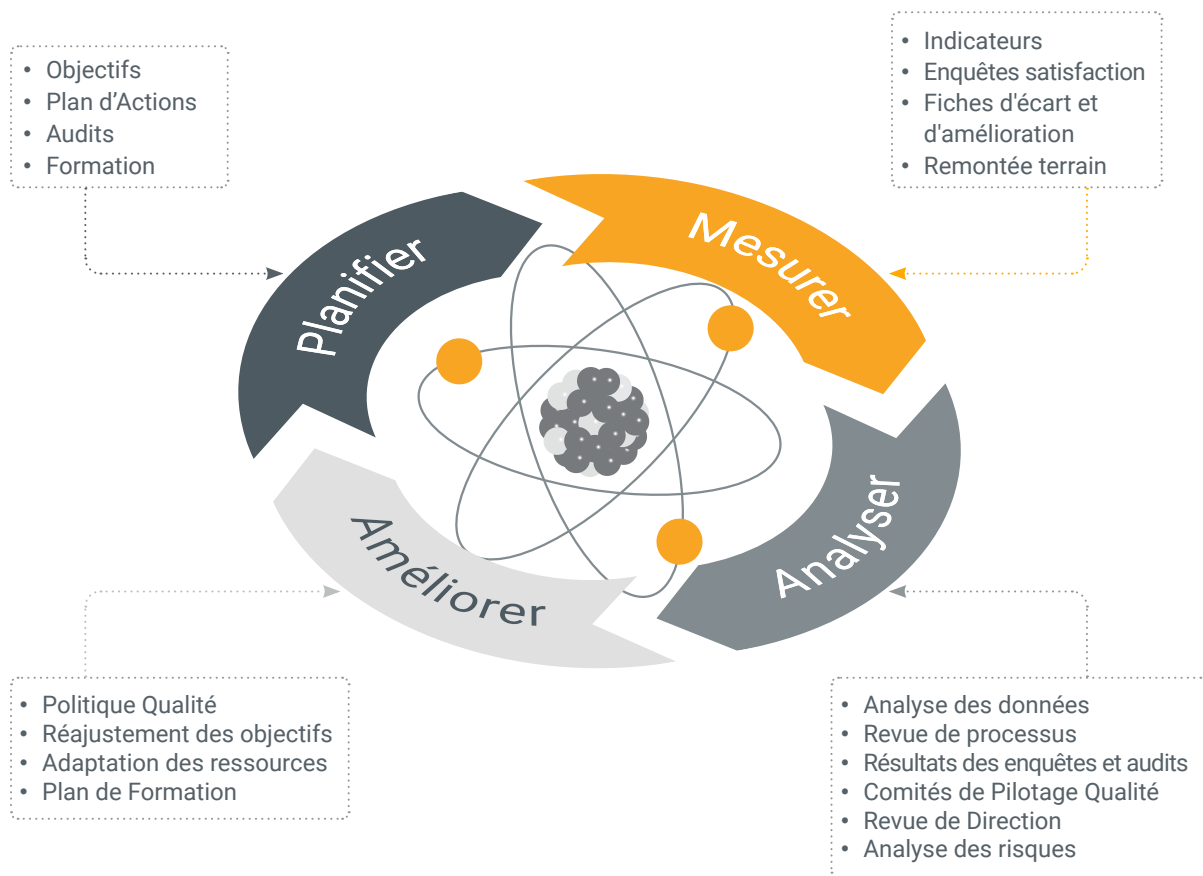 • Objectifs
• Plan d’Actions
• Audits
• Formation
• Indicateurs
• Enquêtes satisfaction
• Fiches d'écart et
d'amélioration
• Remontée terrain
Planifier
Mesurer
Analyser
Améliorer
• Politique Qualité
• Réajustement des objectifs
• Adaptation des ressources
• Plan de Formation
• Analyse des données
• Revue de processus
• Résultats des enquêtes et audits
• Comités de Pilotage Qualité
• Revue de Direction
• Analyse des risques